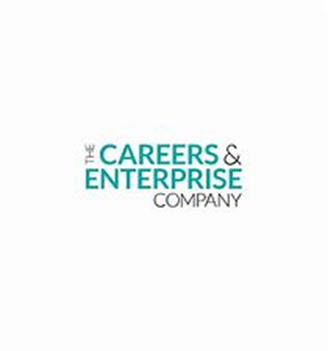 THE CAREERS &
ENTERPRISE
COMPANY